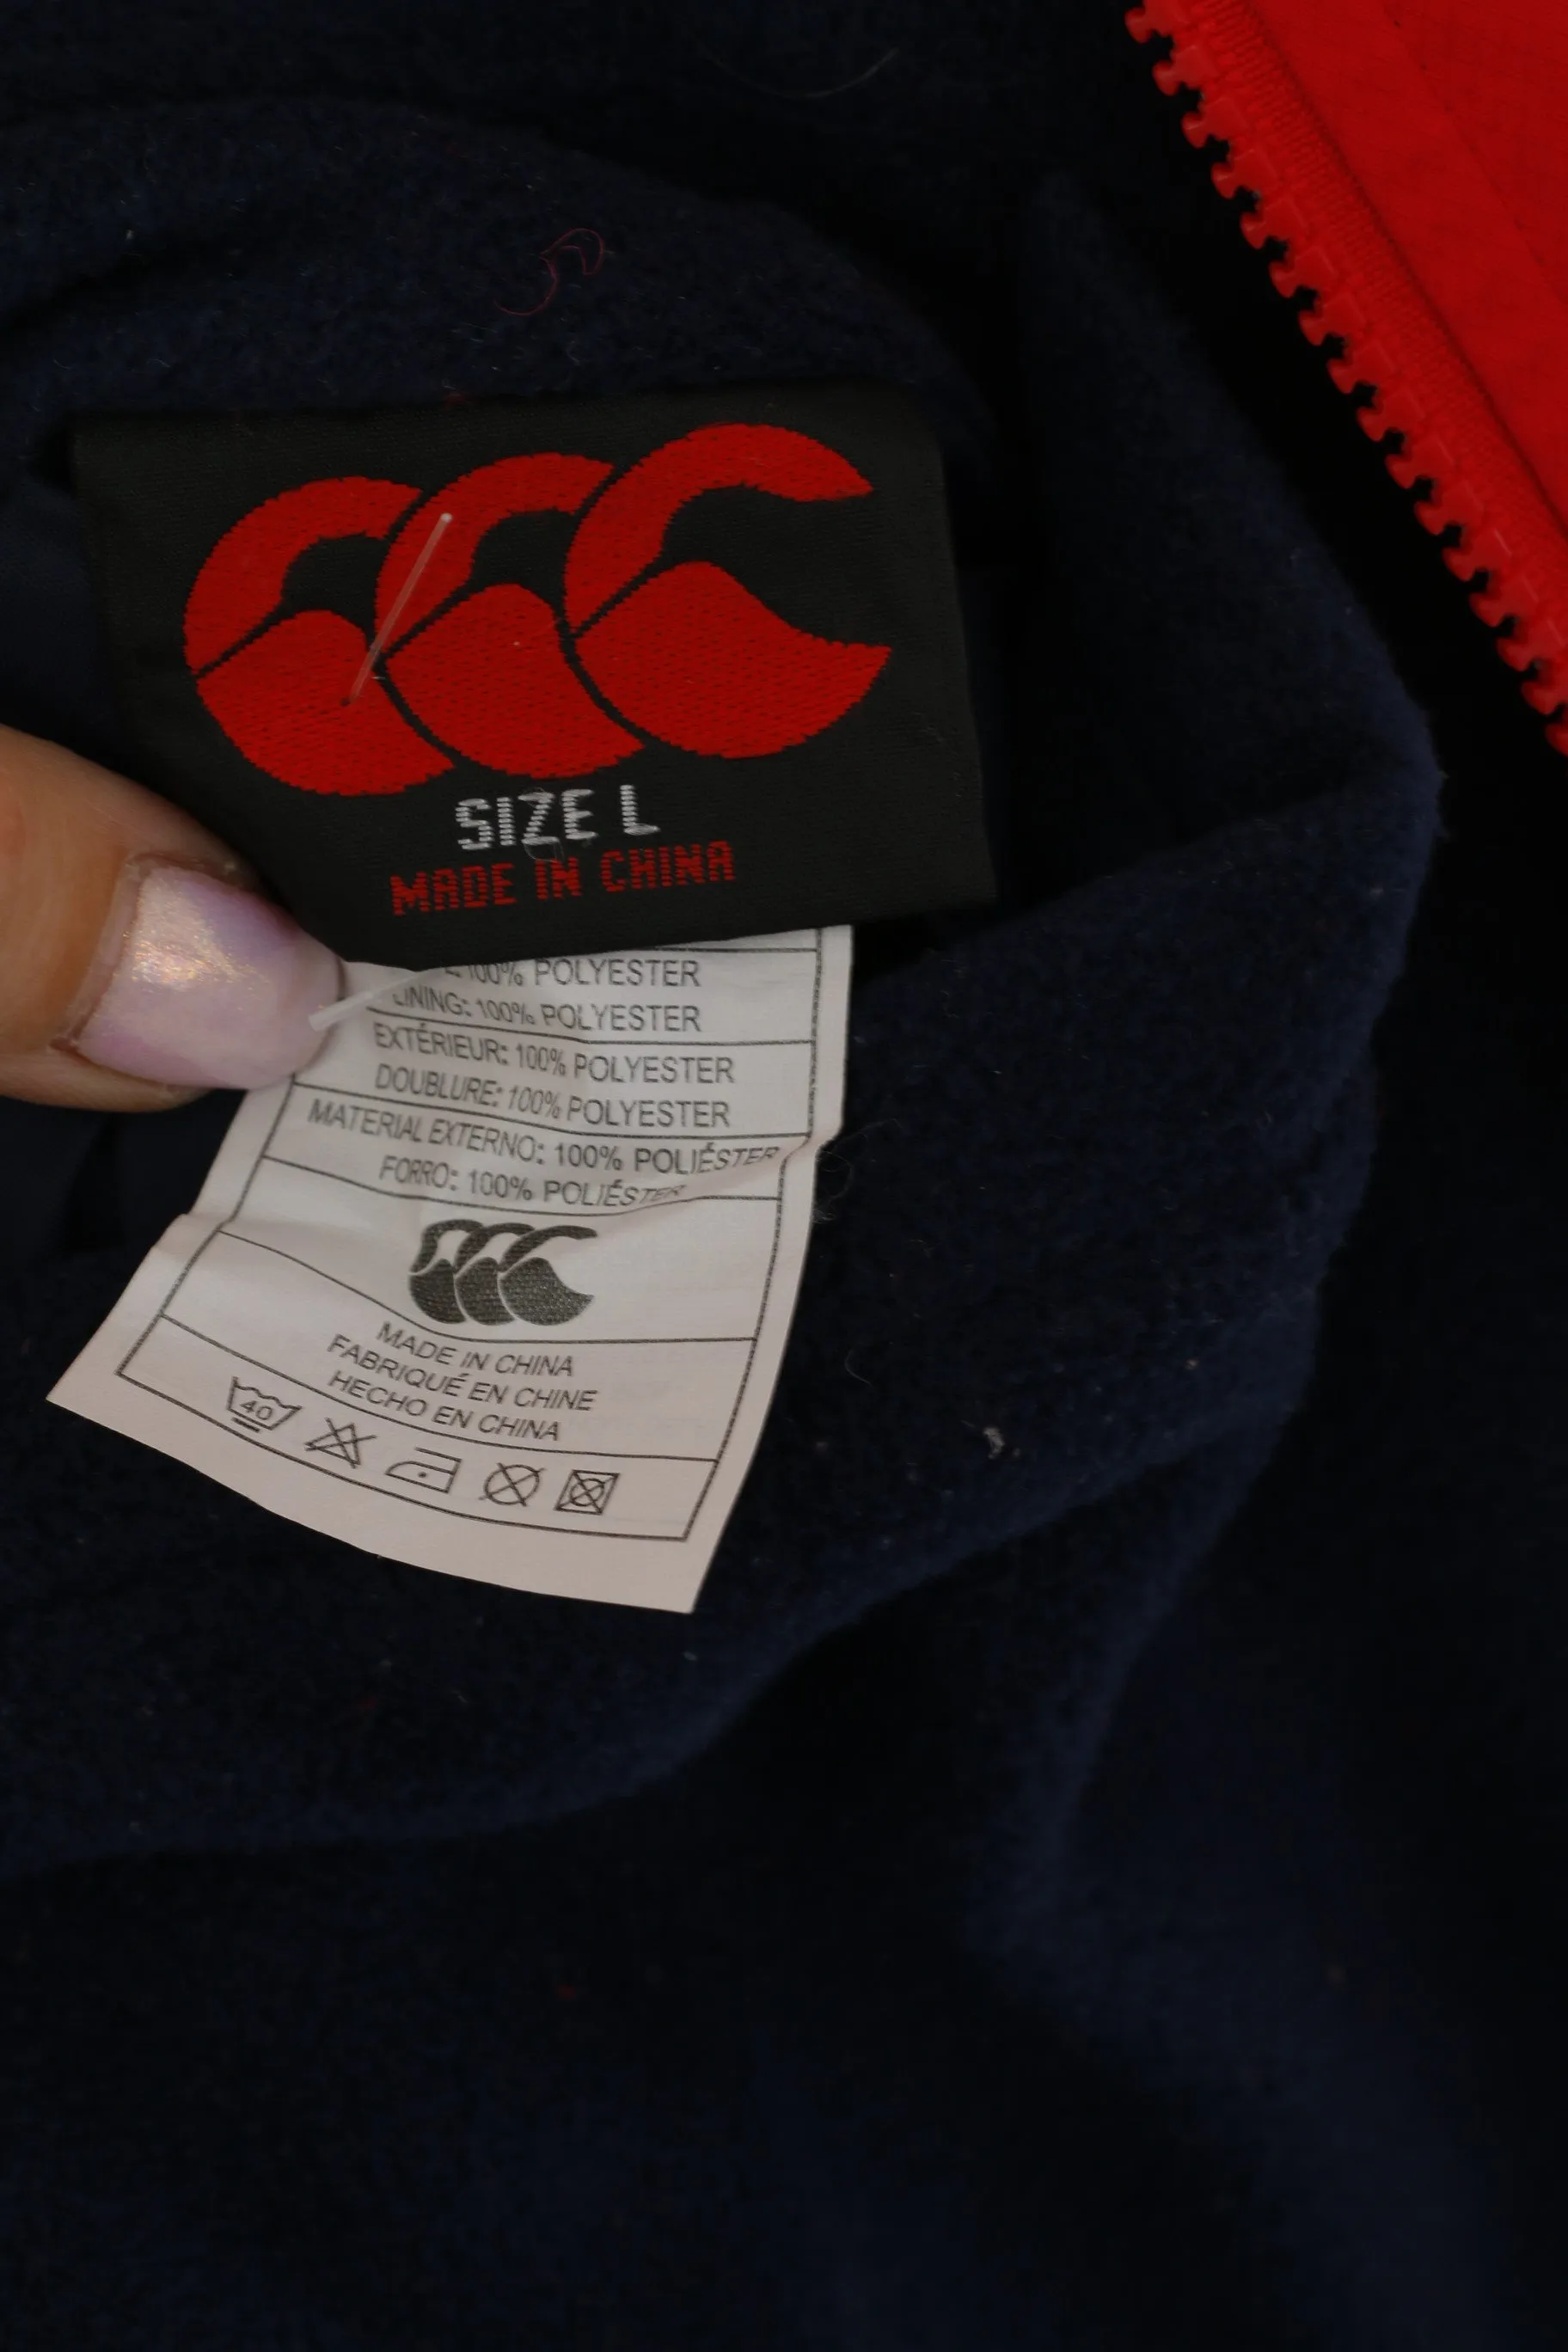 SIZE L
MADE IN CHINA
100% POLYESTER
LINING: 100% POLYESTER
EXTÉRIEUR: 100% POLYESTER
DOUBLURE: 100% POLYESTER
MATERIAL EXTERNO: 100% POLIÉSTER
FORRO: 100% POLIÉSTER
MADE IN CHINA
FABRIQUÉ EN CHINE
HECHO EN CHINA
40